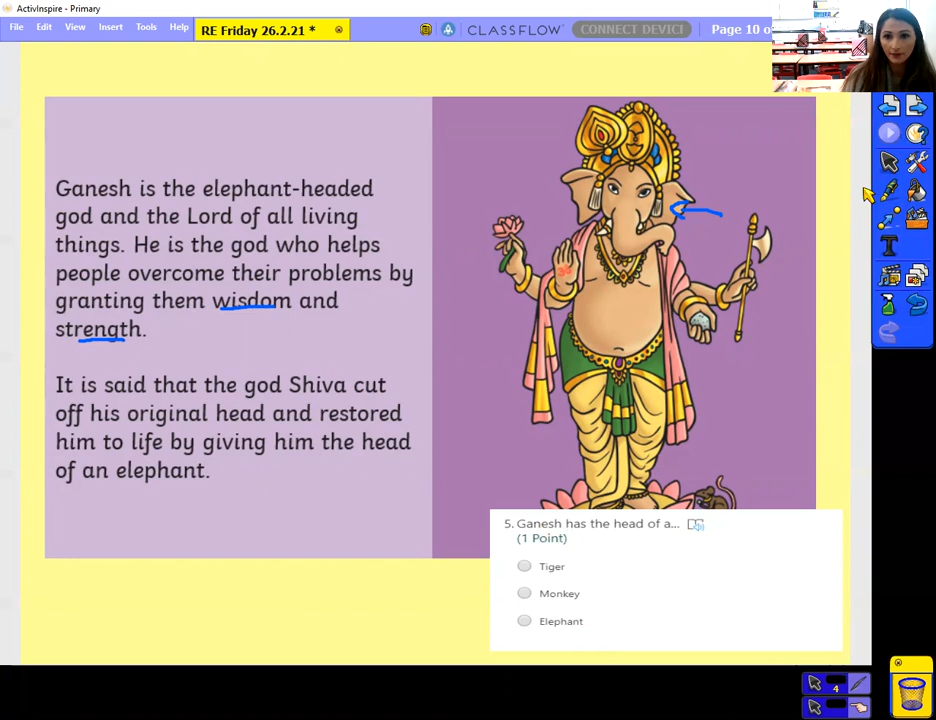 ActivInspire - Primary
File Edit View Insert Tools Help
RE Friday 26.2.21 *
CLASSFLOW
CONNECT DEVICI
Page 10 o
Ganesh is the elephant-headed
god and the Lord of all living
things. He is the god who helps
people overcome their problems by
granting them wisdom and
strength.
It is said that the god Shiva cut
off his original head and restored
him to life by giving him the head
of an elephant.
5. Ganesh has the head of a...
(1 Point)
Tiger
Monkey
Elephant
T
4